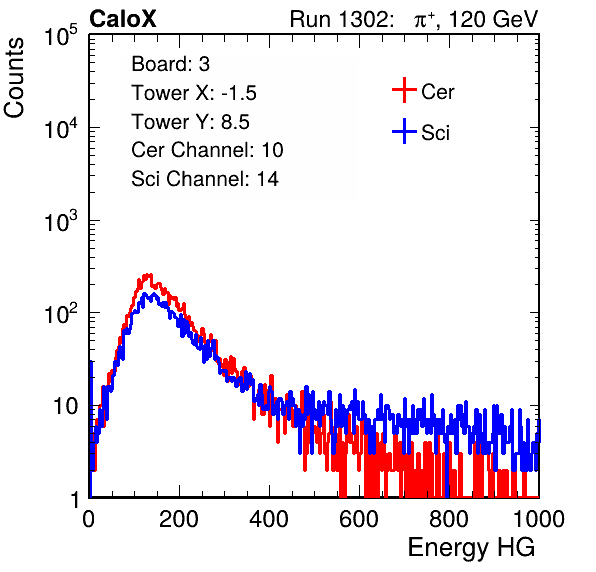 CaloX Run 1302: π⁺, 120 GeV
Counts
Board: 3
Tower X: -1.5
Tower Y: 8.5
Cer Channel: 10
Sci Channel: 14
Cer
Sci
10⁵
10⁴
10³
10²
10
1
0 200 400 600 800 1000
Energy HG